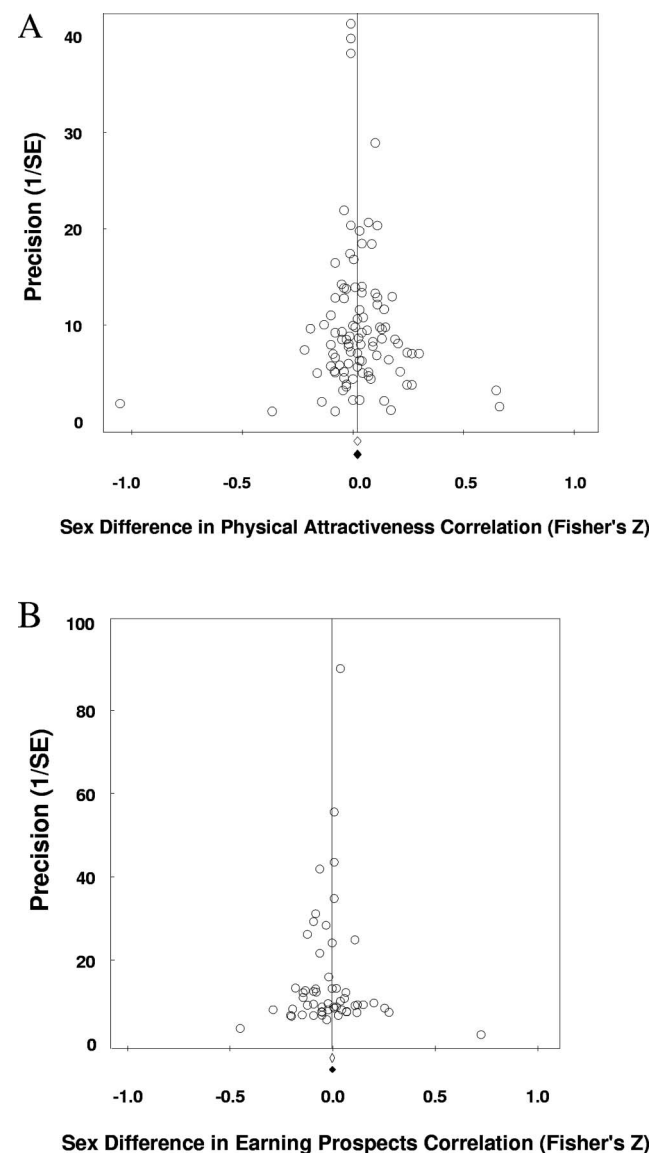 A
Precision (1/SE)
40
30
20
10
0
-1.0 -0.5 0.0 0.5 1.0
Sex Difference in Physical Attractiveness Correlation (Fisher's Z)
B
Precision (1/SE)
100
80
60
40
20
0
-1.0 -0.5 0.0 0.5 1.0
Sex Difference in Earning Prospects Correlation (Fisher's Z)